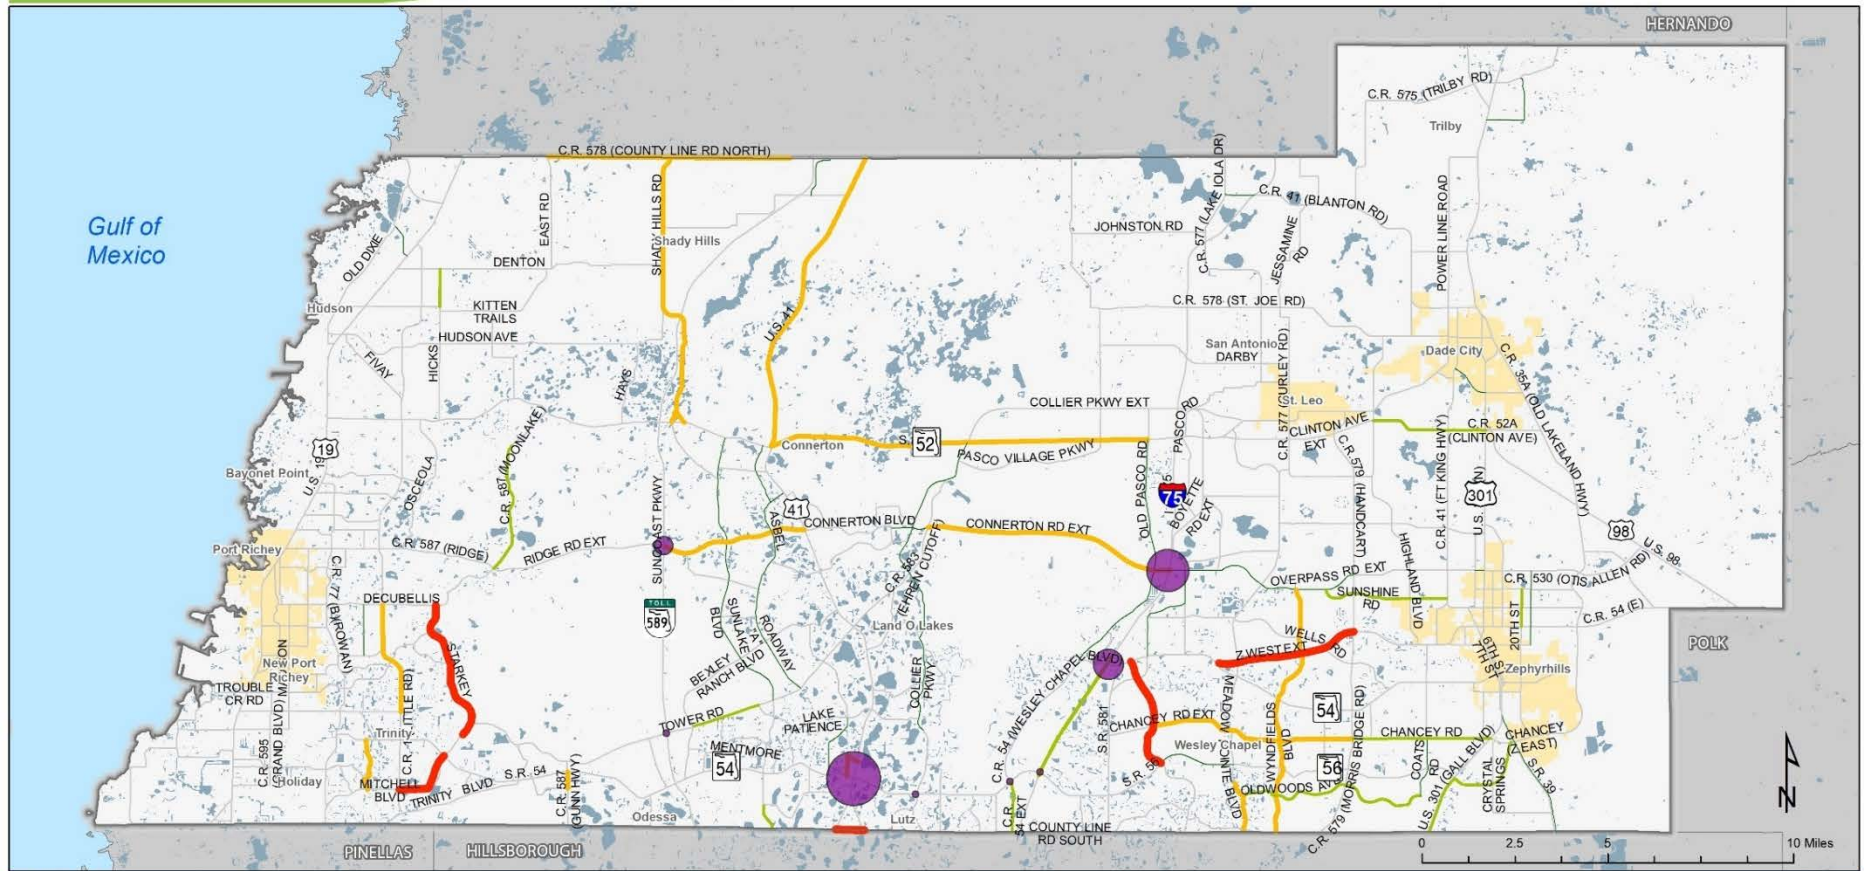 HERNANDO
C.R. 575 (TRILBY RD)
Trilby
C.R. 578 (COUNTY LINE RD NORTH)
Gulf of
Mexico
OLD DIXIE
EAST RD
SHADY HILLS RD
Shady Hills
DENTON
JOHNSTON RD
C.R. 577 (LAKE IOLA DR)
C.R. 41 (BLANTON RD)
JESSAMINE
RD
POWER LINE ROAD
Hudson
KITTEN
TRAILS
HUDSON AVE
FIVAY
HICKS
HAYS
U.S. 41
C.R. 578 (ST. JOE RD)
San Antonio
DARBY
C.R. 577 (CURLEY RD)
Dade City
C.R. 35A (OLD LAKELAND HWY)
St. Leo
COLLIER PKWY EXT
PASCO RD
CLINTON AVE
EXT
C.R. 52A
(CLINTON AVE)
19
U.S. 19
Bayonet Point
OSCEOLA
C.R. 587 (MOONLAKE)
Connerton
52
PASCO VILLAGE PKWY
OLD PASCO RD
75
BOYETTE
RD EXT
C.R. 579 (HANDCART)
C.R. 41 (FT KING HWY)
301
98
U.S. 98
SUNCOAST PKWY
41
ASBEL
CONNERTON BLVD
CONNERTON RD EXT
Port Richey
C.R. 587 (RIDGE)
RIDGE RD EXT
C.R. 583
(EHREN CUTOFF)
OVERPASS RD EXT
SUNSHINE
RD
HIGHLAND BLVD
C.R. 530 (OTIS ALLEN RD)
C.R. 54 (E)
C.R. 77 (ROWAN)
DECUBELLIS
TOLL
589
SUNLAKE
BLVD
"A"
ROADWAY
Land O Lakes
WELLS
RD
Z WEST EXT
20TH ST
6TH ST
7TH ST
Zephyrhills
POLK
New Port
Richey
STARKEY
TROUBLE
CR RD
MADISON
C.R. 1 (LITTLE RD)
BEXLEY
RANCH BLVD
COLLIER
PKWY
C.R. 54 (WESLEY CHAPEL BLVD)
TOWER RD
LAKE
PATIENCE
MENTMORE
Trinity
S.R. 581
CHANCEY RD EXT
54
CHANCEY RD
CHANCEY
(Z EAST)
Wesley Chapel
C.R. 595
(GRAND BLVD)
Holiday
MITCHELL
BLVD
TRINITY BLVD
S.R. 54
54
C.R. 587
(GUNN HWY)
S.R. 56
WYNDFIELDS
BLVD
56
OLDWOODS AVE
C.R. 579 (MORRIS BRIDGE RD)
COATS
RD
U.S. 301 (GALL BLVD)
CRYSTAL
SPRINGS
S.R. 39
Odessa
Lutz
C.R.
54 EXT
COUNTY LINE
RD SOUTH
N
PINELLAS
HILLSBOROUGH
0 2.5 5 10 Miles